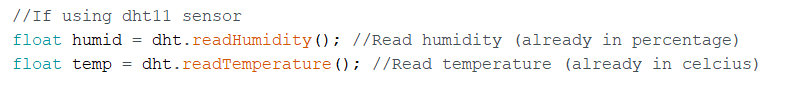 //If using dht11 sensor
float humid = dht.readHumidity(); //Read humidity (already in percentage)
float temp = dht.readTemperature(); //Read temperature (already in celcius)